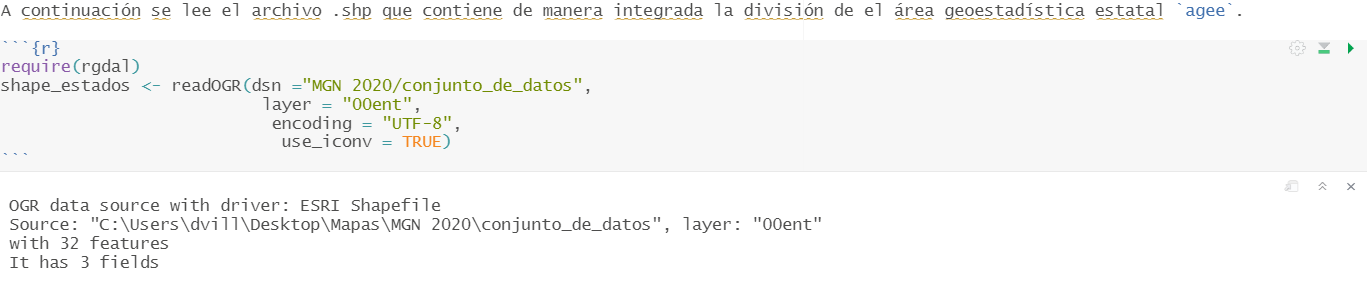 A continuación se lee el archivo .shp que contiene de manera integrada la división de el área geoestadística estatal `agee`.
```{r}
require(rgdal)
shape_estados <- readOGR(dsn ="MGN 2020/conjunto_de_datos",
layer = "00ent",
encoding = "UTF-8",
use_iconv = TRUE)
```
OGR data source with driver: ESRI Shapefile
Source: "C:\Users\dvill\Desktop\Mapas\MGN 2020\conjunto_de_datos", layer: "00ent"
with 32 features
It has 3 fields